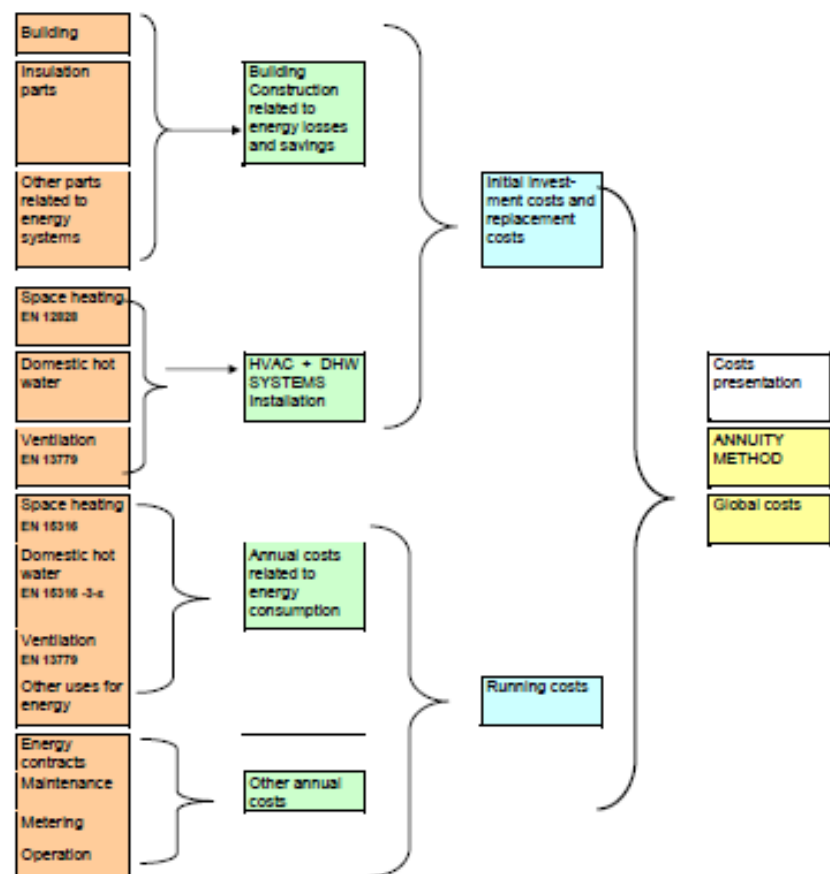 Building
Insulation
parts
Other parts
related to
energy
systems
Space heating
EN 12828
Domestic hot
water
Ventilation
EN 13779
Space heating
EN 15316
Domestic hot
water
EN 15316 -3-x
Ventilation
EN 13779
Other uses for
energy
Energy
contracts
Maintenance
Metering
Operation
Building
Construction
related to
energy losses
and savings
HVAC + DHW
SYSTEMS
Installation
Annual costs
related to
energy
consumption
Other annual
costs
Initial invest-
ment costs and
replacement
costs
Running costs
Costs
presentation
ANNUITY
METHOD
Global costs